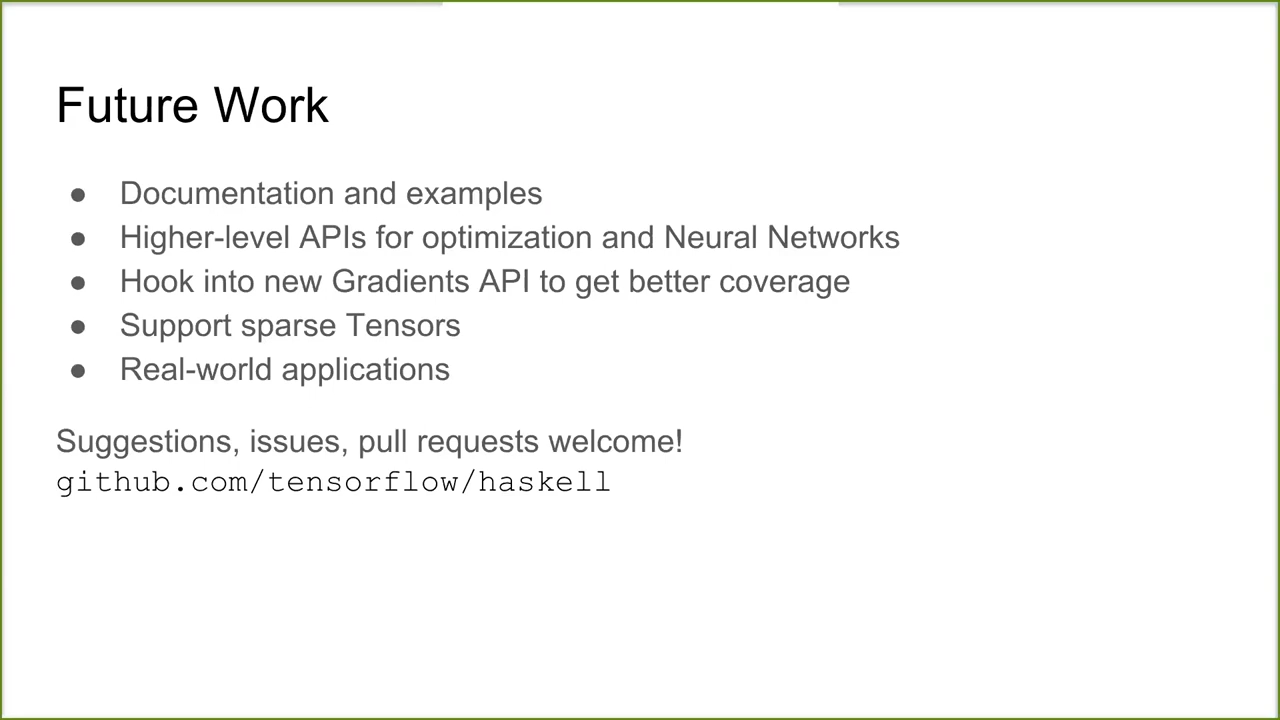 Future Work
● Documentation and examples
● Higher-level APIs for optimization and Neural Networks
● Hook into new Gradients API to get better coverage
● Support sparse Tensors
● Real-world applications
Suggestions, issues, pull requests welcome!
github.com/tensorflow/haskell